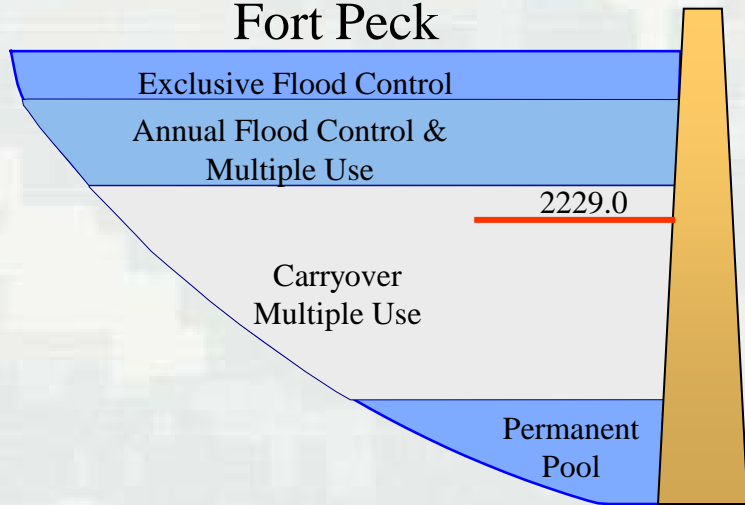 Fort Peck
Exclusive Flood Control
Annual Flood Control &
Multiple Use
2229.0
Carryover
Multiple Use
Permanent
Pool